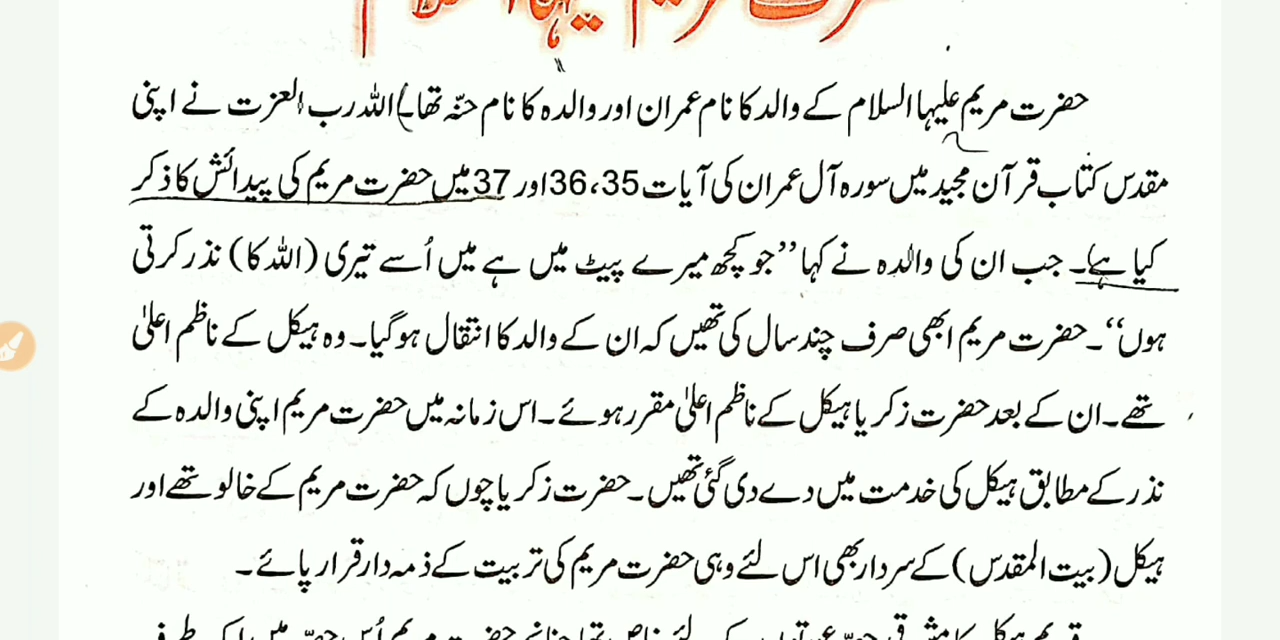 حضرت مریم علیہا السلام
حضرت مریم علیہا السلام کے والد کا نام عمران اور والدہ کا نام حنّہ تھا) اللہ رب العزت نے اپنی
مقدس کتاب قرآن مجید میں سورہ آل عمران کی آیات 35،36 اور 37 میں حضرت مریم کی پیدائش کا ذکر
کیا ہے۔ جب ان کی والدہ نے کہا ”جو کچھ میرے پیٹ میں ہے میں اُسے تیری (اللہ کا) نذر کرتی
ہوں“۔ حضرت مریم ابھی صرف چند سال کی تھیں کہ ان کے والد کا انتقال ہوگیا۔ وہ ہیکل کے ناظم اعلیٰ
تھے۔ ان کے بعد حضرت زکریا ہیکل کے ناظم اعلیٰ مقرر ہوئے۔ اس زمانہ میں حضرت مریم اپنی والدہ کے
نذر کے مطابق ہیکل کی خدمت میں دے دی گئی تھیں۔ حضرت زکریا چوں کہ حضرت مریم کے خالو تھے اور
ہیکل (بیت المقدس) کے سردار بھی اس لئے وہی حضرت مریم کی تربیت کے ذمہ دار قرار پائے۔